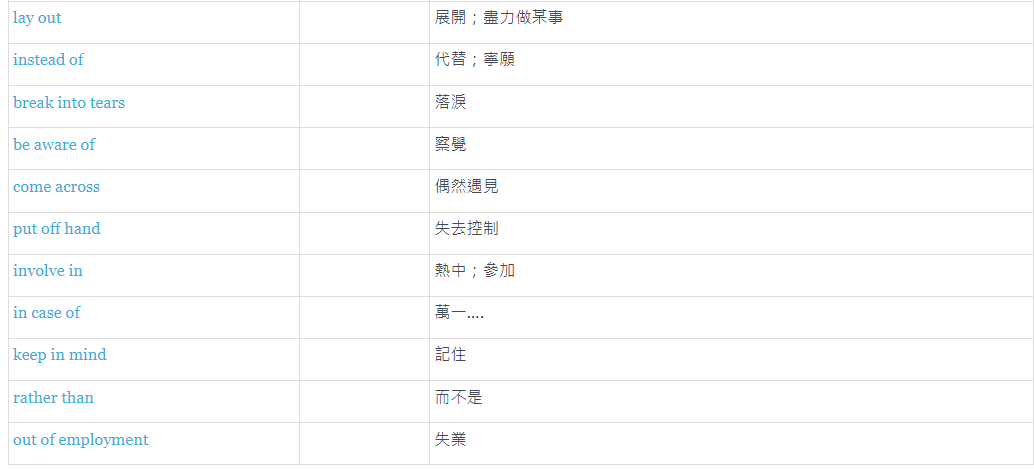 lay out 展開；盡力做某事
instead of 代替；寧願
break into tears 落淚
be aware of 察覺
come across 偶然遇見
put off hand 失去控制
involve in 熱中；參加
in case of 萬一....
keep in mind 記住
rather than 而不是
out of employment 失業